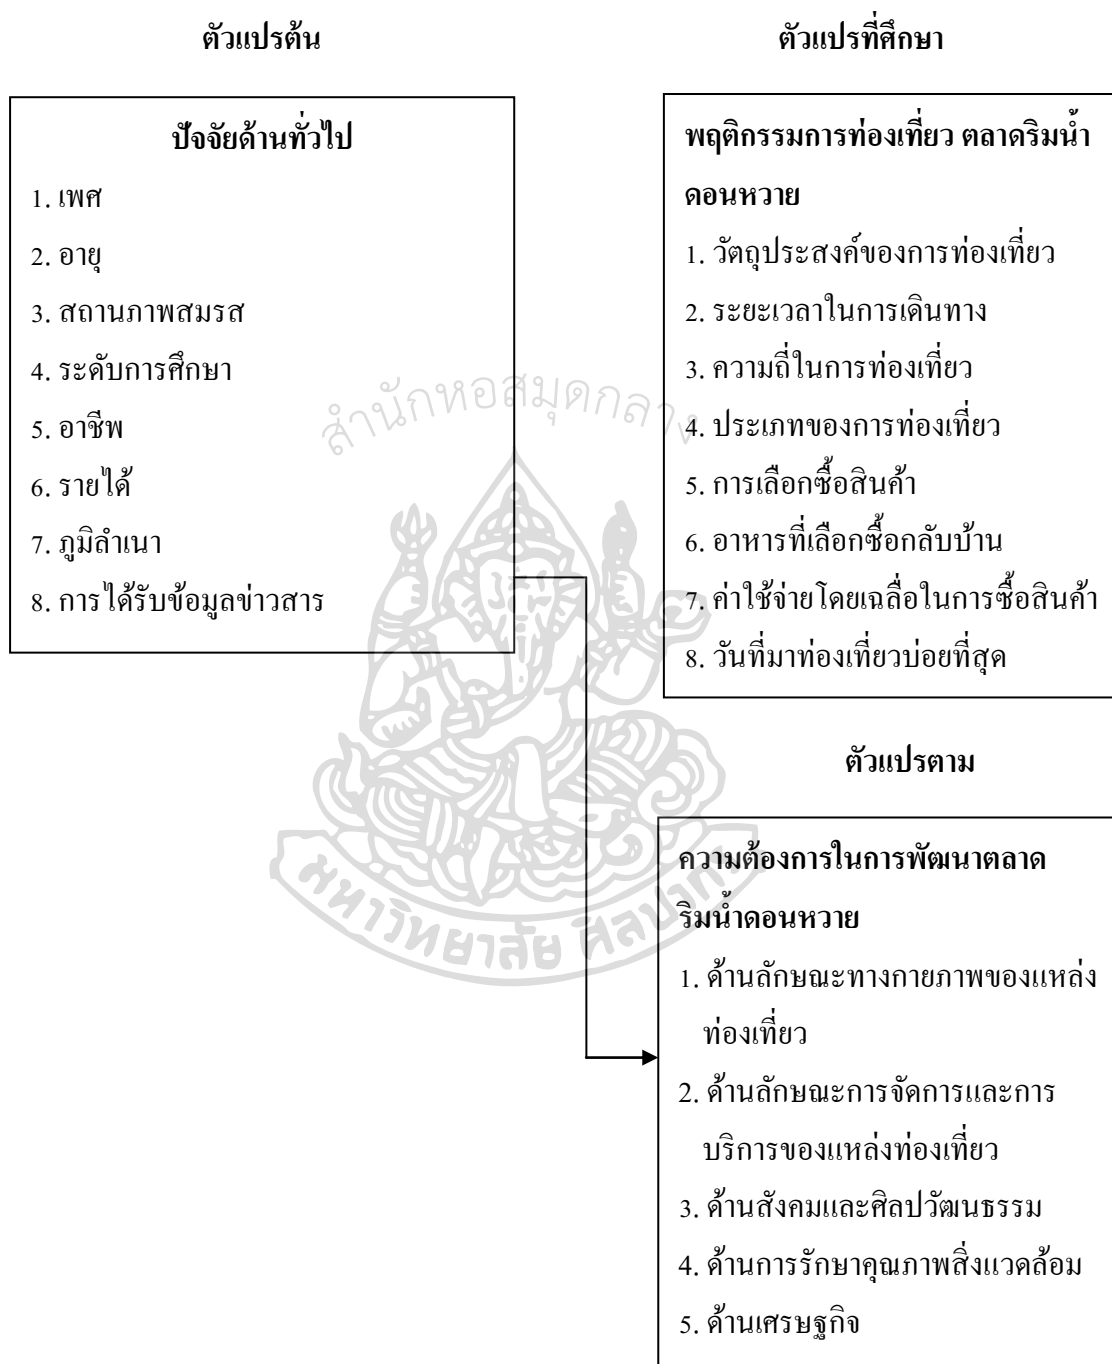 ตัวแปรต้น
ตัวแปรที่ศึกษา
ปัจจัยด้านทั่วไป
1. เพศ
2. อายุ
3. สถานภาพสมรส
4. ระดับการศึกษา
5. อาชีพ
6. รายได้
7. ภูมิลำเนา
8. การได้รับข้อมูลข่าวสาร
พฤติกรรมการท่องเที่ยว ตลาดริมน้ำ
ดอนหวาย
1. วัตถุประสงค์ของการท่องเที่ยว
2. ระยะเวลาในการเดินทาง
3. ความถี่ในการท่องเที่ยว
4. ประเภทของการท่องเที่ยว
5. การเลือกซื้อสินค้า
6. อาหารที่เลือกซื้อกลับบ้าน
7. ค่าใช้จ่ายโดยเฉลี่อในการซื้อสินค้า
8. วันที่มาท่องเที่ยวบ่อยที่สุด
สำนักหอสมุดกลาง
มหาวิทยาลัย ศิลปากร
ตัวแปรตาม
ความต้องการในการพัฒนาตลาด
ริมน้ำดอนหวาย
1. ด้านลักษณะทางกายภาพของแหล่ง
ท่องเที่ยว
2. ด้านลักษณะการจัดการและการ
บริการของแหล่งท่องเที่ยว
3. ด้านสังคมและศิลปวัฒนธรรม
4. ด้านการรักษาคุณภาพสิ่งแวดล้อม
5. ด้านเศรษฐกิจ